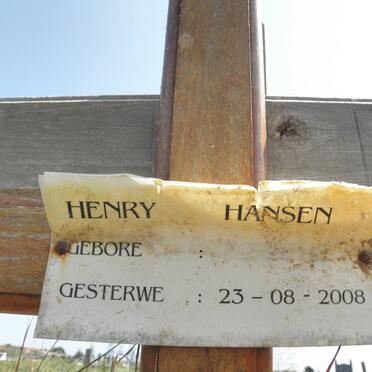 HENRY HANSEN
GEBORE :
GESTERWE : 23 - 08 - 2008